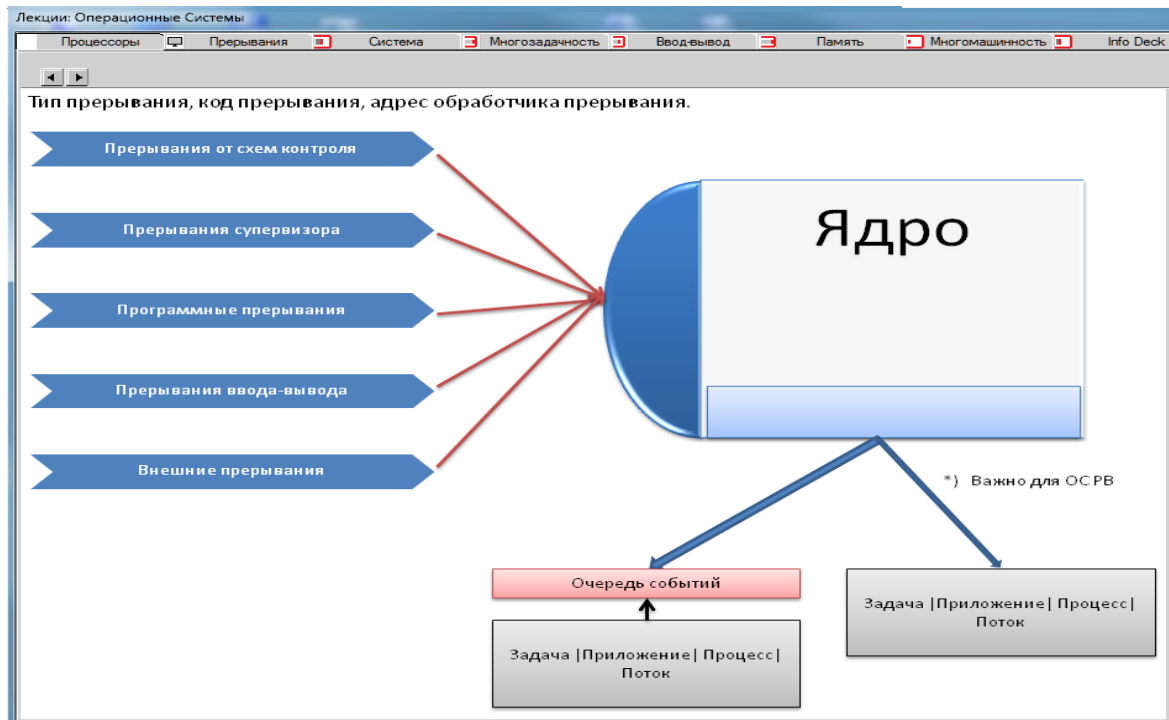 Лекции: Операционные Системы
Процессоры Прерывания Система Многозадачность Ввод-вывод Память Многомашинность Info Deck
Тип прерывания, код прерывания, адрес обработчика прерывания.
Прерывания от схем контроля
Прерывания супервизора
Программные прерывания
Прерывания ввода-вывода
Внешние прерывания
Ядро
*) Важно для ОС РВ
Очередь событий
Задача |Приложение| Процесс|
Поток
Задача |Приложение| Процесс|
Поток